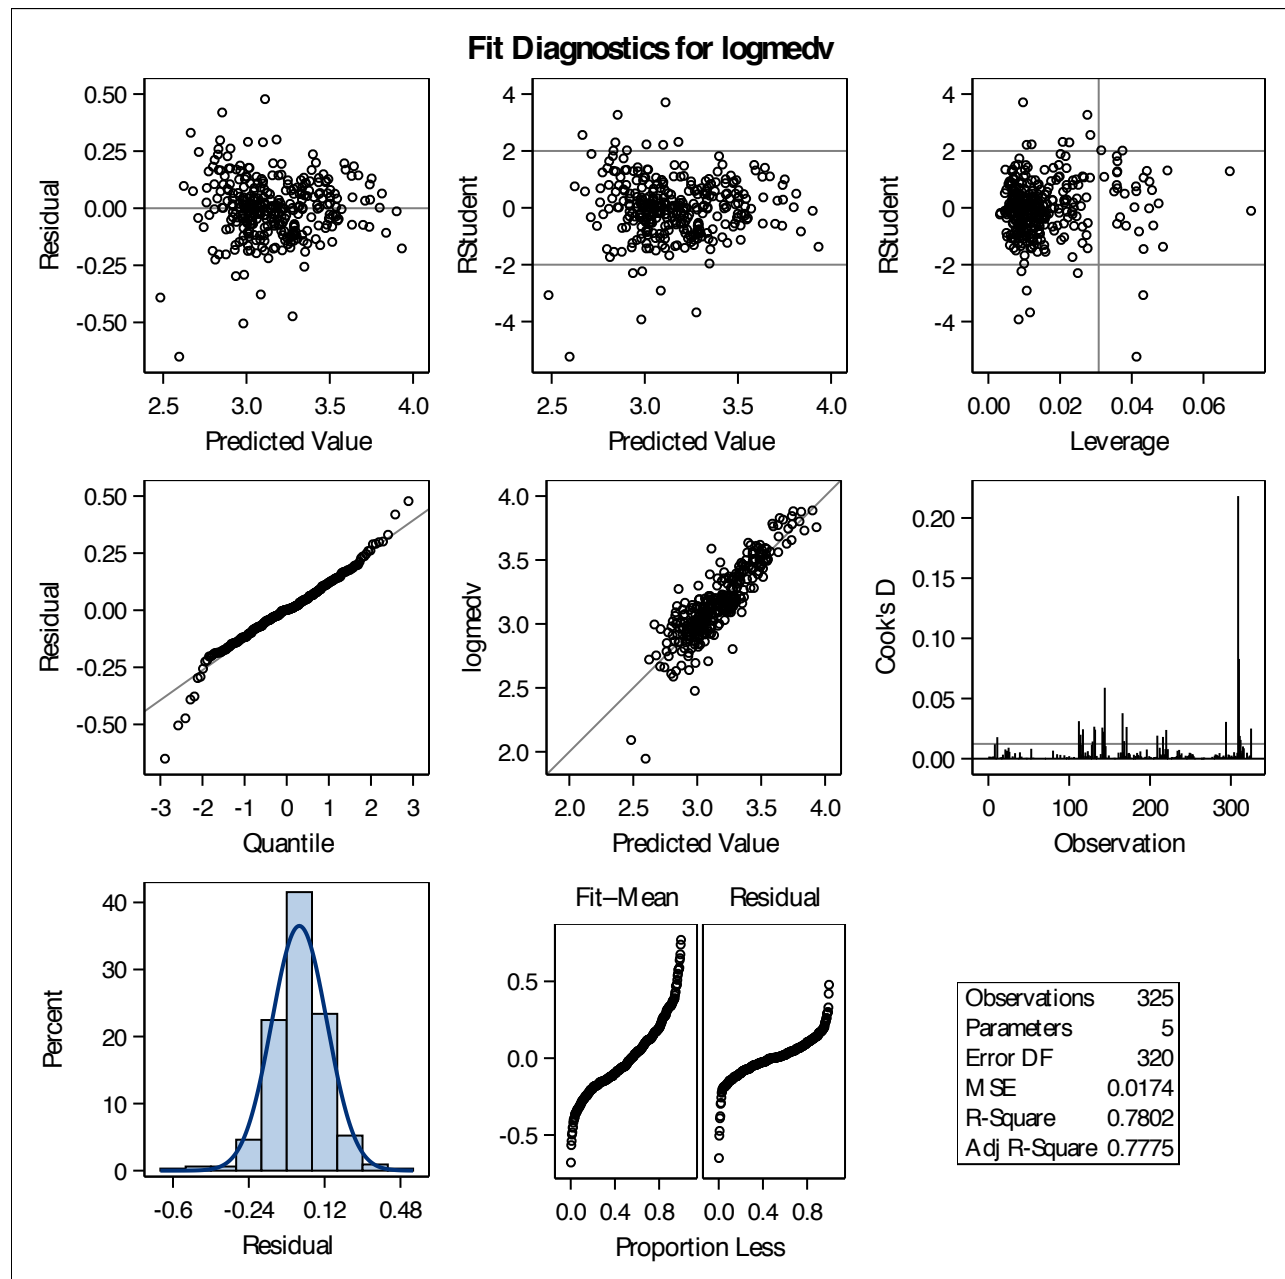 Fit Diagnostics for logmedv
0.50
0.25
0.00
-0.25
-0.50
Residual
2.5 3.0 3.5 4.0
Predicted Value
4
2
0
-2
-4
RStudent
2.5 3.0 3.5 4.0
Predicted Value
4
2
0
-2
-4
RStudent
0.00 0.02 0.04 0.06
Leverage
0.50
0.25
0.00
-0.25
-0.50
Residual
-3 -2 -1 0 1 2 3
Quantile
4.0
3.5
3.0
2.5
2.0
logmedv
2.0 2.5 3.0 3.5 4.0
Predicted Value
0.20
0.15
0.10
0.05
0.00
Cook's D
0 100 200 300
Observation
40
30
20
10
0
Percent
-0.6 -0.24 0.12 0.48
Residual
Fit–Mean Residual
0.5
0.0
-0.5
0.0 0.4 0.8 0.0 0.4 0.8
Proportion Less
Observations 325
Parameters 5
Error DF 320
MSE 0.0174
R-Square 0.7802
Adj R-Square 0.7775